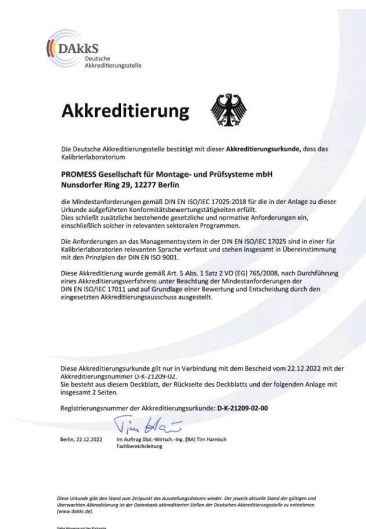 DAkkS
Deutsche
Akkreditierungsstelle
Akkreditierung
Die Deutsche Akkreditierungsstelle bestätigt mit dieser Akkreditierungsurkunde, dass das
Kalibrierlaboratorium
PROMESS Gesellschaft für Montage- und Prüfsysteme mbH
Nunsdorfer Ring 29, 12277 Berlin
die Mindestanforderungen gemäß DIN EN ISO/IEC 17025:2018 für die in der Anlage zu dieser
Urkunde aufgeführten Konformitätsbewertungstätigkeiten erfüllt.
Dies schließt zusätzliche bestehende gesetzliche und normative Anforderungen ein,
einschließlich solcher in relevanten sektoralen Programmen.
Die Anforderungen an das Managementsystem in der DIN EN ISO/IEC 17025 sind in einer für
Kalibrierlaboratorien relevanten Sprache verfasst und stehen insgesamt in Übereinstimmung
mit den Prinzipien der DIN EN ISO 9001.
Diese Akkreditierung wurde gemäß Art. 5 Abs. 1 Satz 2 VO (EG) 765/2008, nach Durchführung
eines Akkreditierungsverfahrens unter Beachtung der Mindestanforderungen der
DIN EN ISO/IEC 17011 und auf Grundlage einer Bewertung und Entscheidung durch den
eingesetzten Akkreditierungsausschuss ausgestellt.
Diese Akkreditierungsurkunde gilt nur in Verbindung mit dem Bescheid vom 22.12.2022 mit der
Akkreditierungsnummer D-K-21209-02.
Sie besteht aus diesem Deckblatt, der Rückseite des Deckblatts und der folgenden Anlage mit
insgesamt 2 Seiten.
Registrierungsnummer der Akkreditierungsurkunde: D-K-21209-02-00
Berlin, 22.12.2022 Im Auftrag Dipl.-Wirtsch.-Ing. (BA) Tim Harnisch
Fachbereichsleitung
Diese Urkunde gibt den Stand zum Zeitpunkt des Ausstellungsdatums wieder. Der jeweils aktuelle Stand der gültigen und
überwachten Akkreditierung ist der Datenbank akkreditierter Stellen der Deutschen Akkreditierungsstelle zu entnehmen
(www.dakks.de).